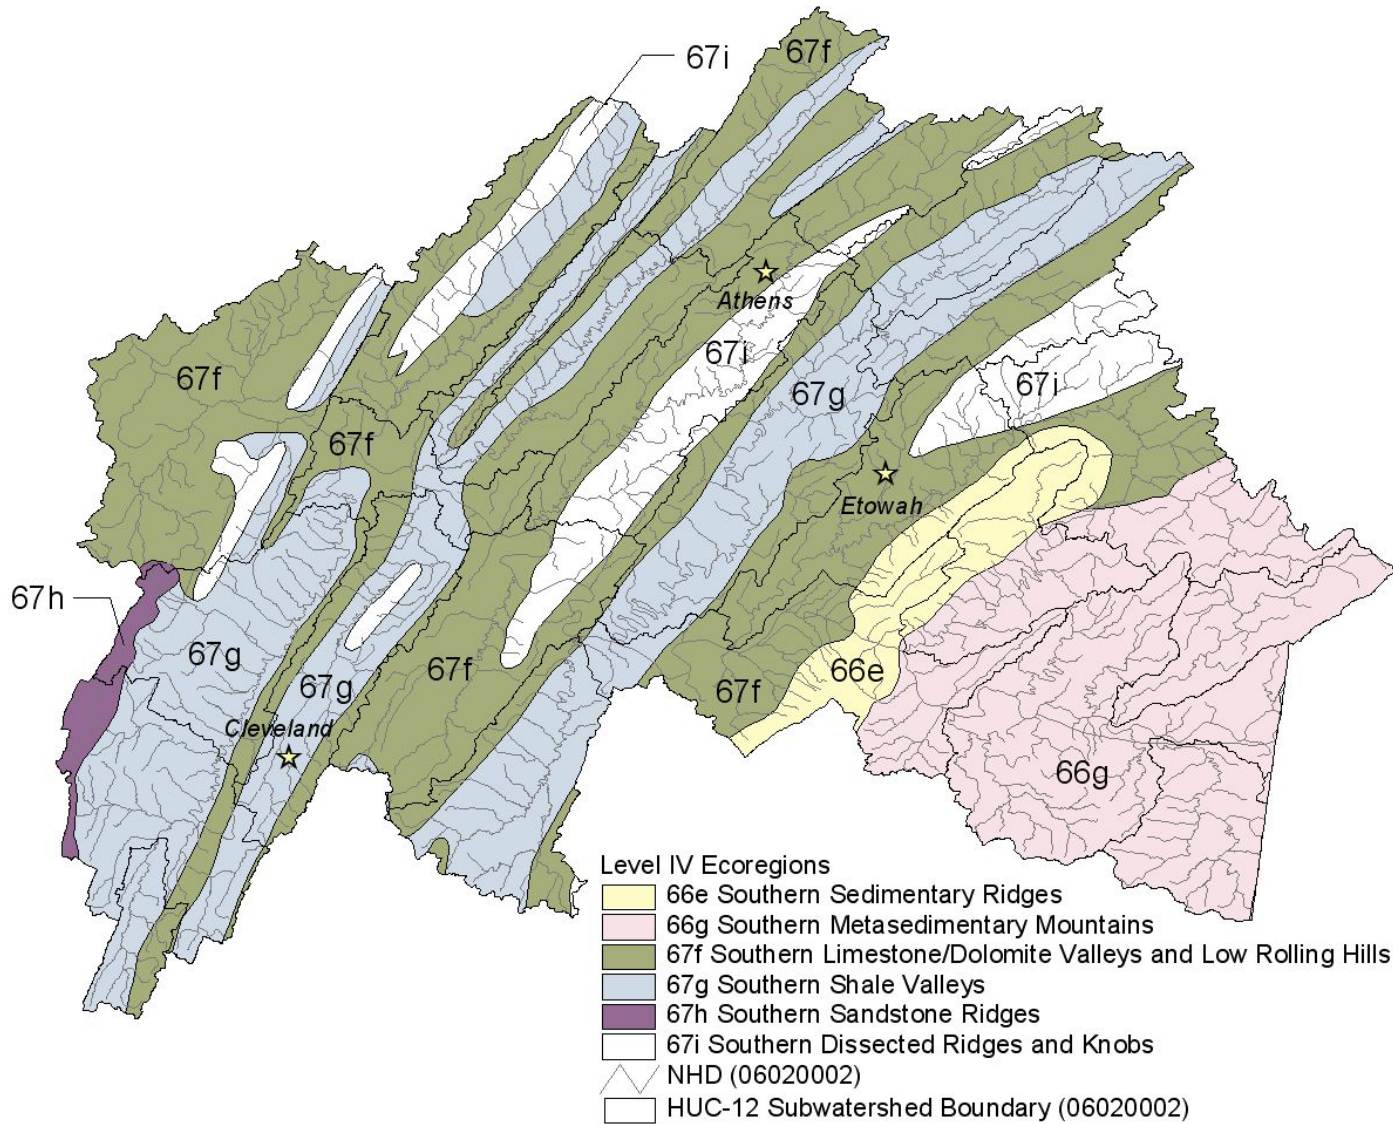 67f
67i
Athens
67i
67f
67g
67i
67f
Etowah
67h
67g
67f
67g
67f
66e
Cleveland
66g
Level IV Ecoregions
66e Southern Sedimentary Ridges
66g Southern Metasedimentary Mountains
67f Southern Limestone/Dolomite Valleys and Low Rolling Hills
67g Southern Shale Valleys
67h Southern Sandstone Ridges
67i Southern Dissected Ridges and Knobs
NHD (06020002)
HUC-12 Subwatershed Boundary (06020002)